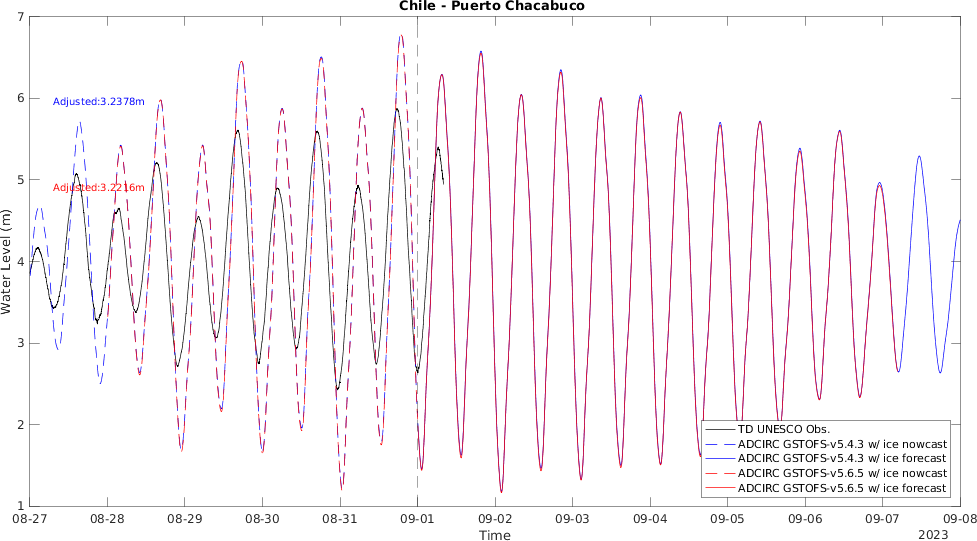 Chile - Puerto Chacabuco
7
6
5
4
3
2
1
Water Level (m)
Adjusted:3.2378m
Adjusted:3.2216m
TD UNESCO Obs.
ADCIRC GSTOFS-v5.4.3 w/ ice nowcast
ADCIRC GSTOFS-v5.4.3 w/ ice forecast
ADCIRC GSTOFS-v5.6.5 w/ ice nowcast
ADCIRC GSTOFS-v5.6.5 w/ ice forecast
08-27 08-28 08-29 08-30 08-31 09-01 09-02 09-03 09-04 09-05 09-06 09-07 09-08
Time
2023